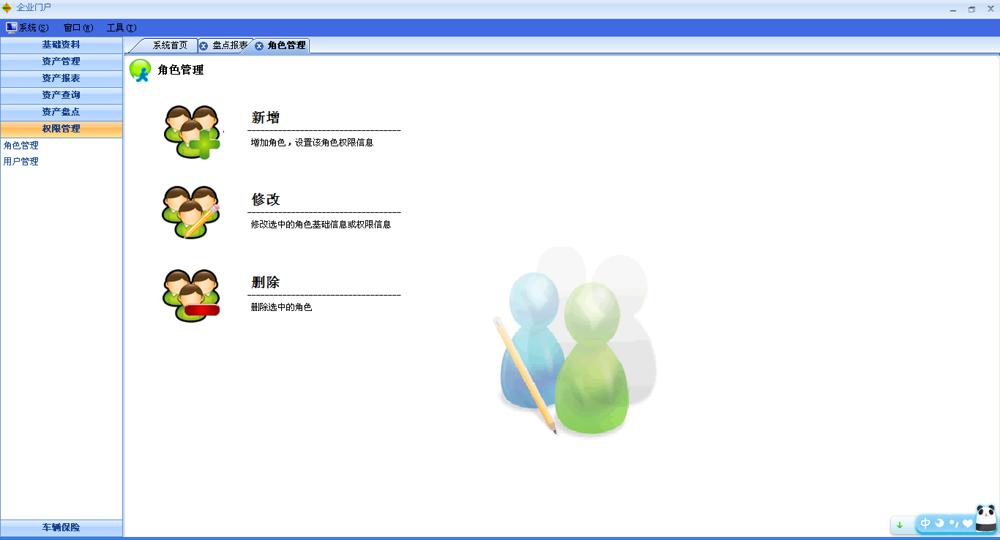 企业门户
系统(S) 窗口(W) 工具(T)
基础资料
资产管理
资产报表
资产查询
资产盘点
权限管理
角色管理
用户管理
车辆保险
系统首页 盘点报表 角色管理
角色管理
新增
增加角色，设置该角色权限信息
修改
修改选中的角色基础信息或权限信息
删除
删除选中的角色
中